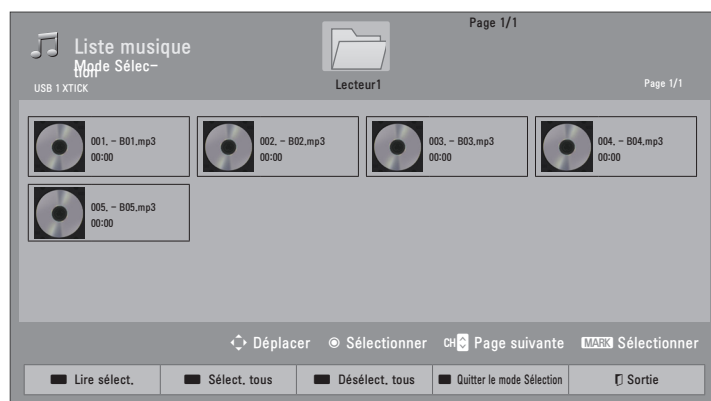 Page 1/1
Liste musique
Mode Sélec-
tion
USB 1 XTICK
Lecteur1
Page 1/1
001. - B01.mp3
00:00
002. - B02.mp3
00:00
003. - B03.mp3
00:00
004. - B04.mp3
00:00
005. - B05.mp3
00:00
Déplacer Sélectionner CH Page suivante MARK Sélectionner
Lire sélect. Sélect. tous Désélect. tous Quitter le mode Sélection Sortie